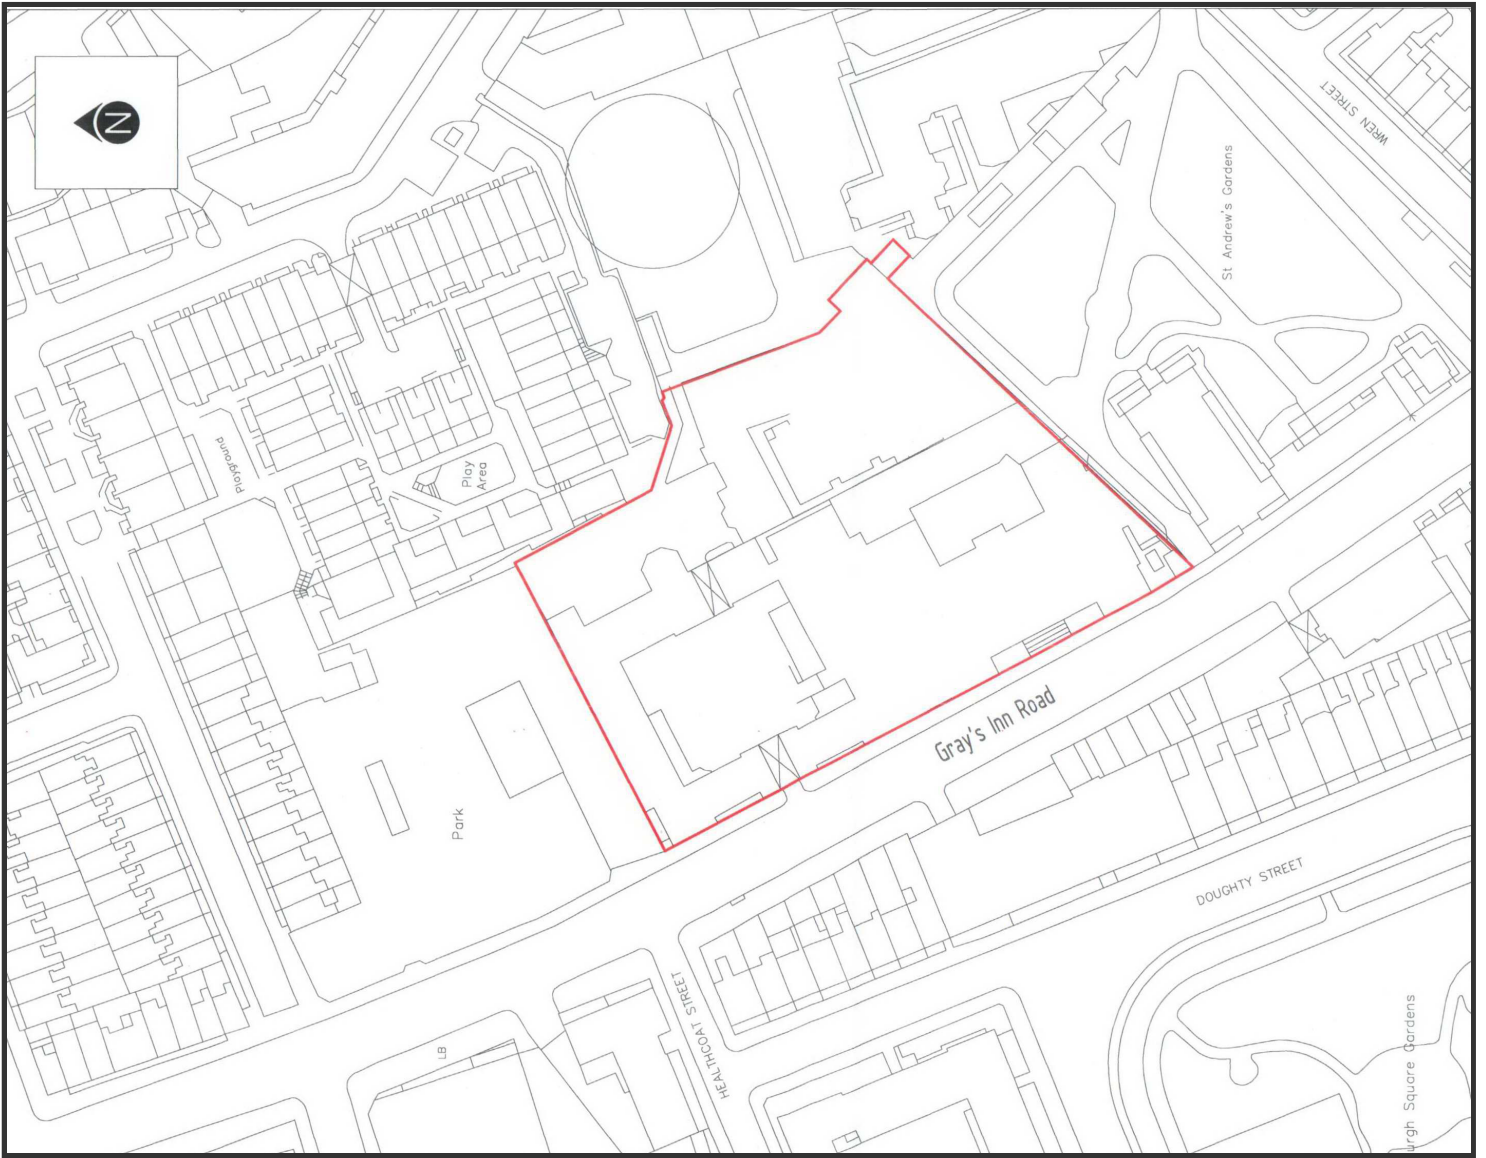 N
WREN STREET
St Andrew's Gardens
Playground
Play
Area
Gray's Inn Road
Park
DOUGHTY STREET
HEALTHCOAT STREET
LB
urgh Square Gardens